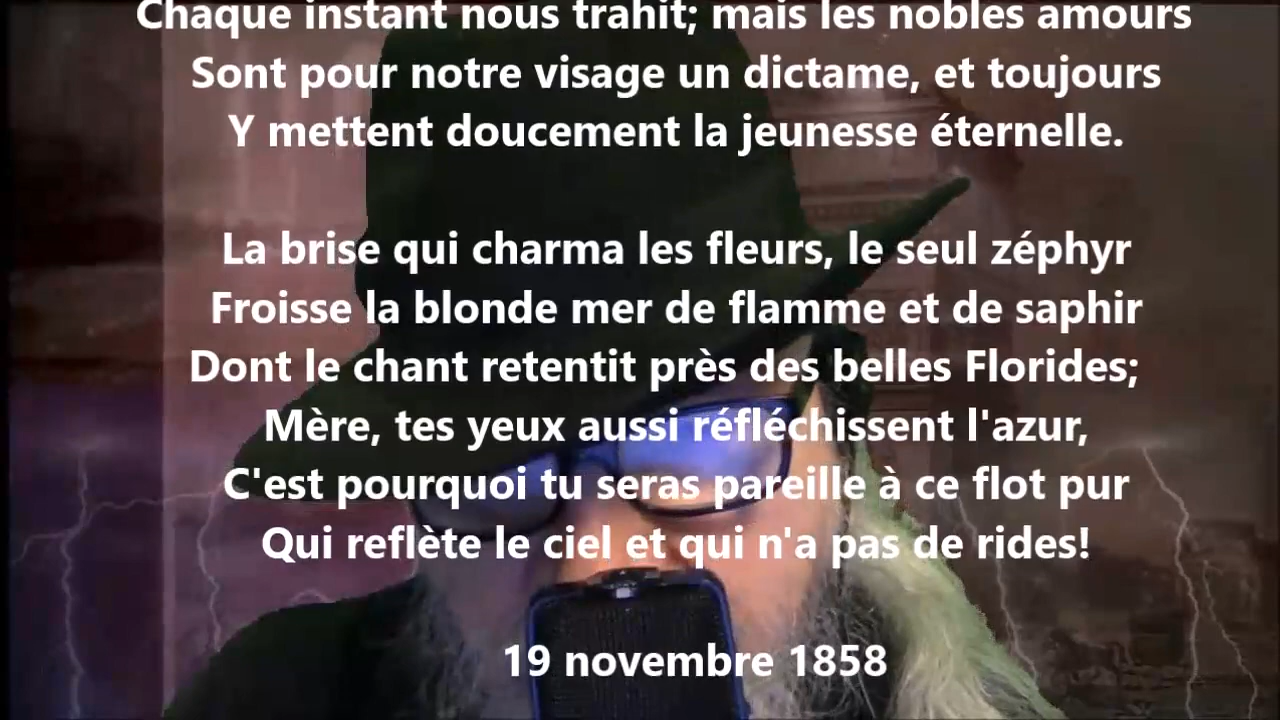 Chaque instant nous trahit; mais les nobles amours
Sont pour notre visage un dictame, et toujours
Y mettent doucement la jeunesse éternelle.
La brise qui charma les fleurs, le seul zéphyr
Froisse la blonde mer de flamme et de saphir
Dont le chant retentit près des belles Florides;
Mère, tes yeux aussi réfléchissent l'azur,
C'est pourquoi tu seras pareille à ce flot pur
Qui reflète le ciel et qui n'a pas de rides!
19 novembre 1858